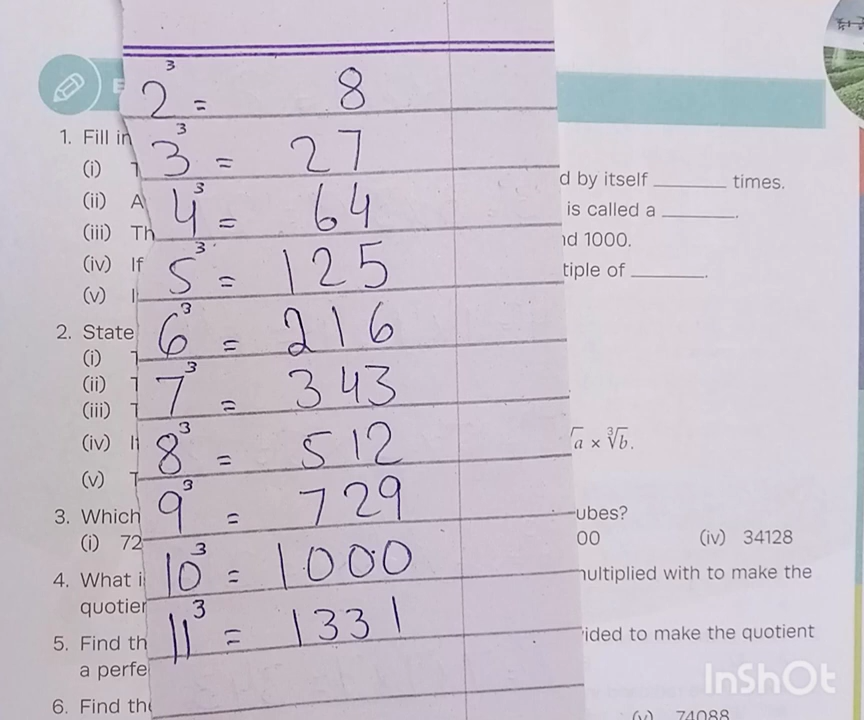 2³ = 8
3³ = 27
4³ = 64
5³ = 125
6³ = 216
7³ = 343
8³ = 512
9³ = 729
10³ = 1000
11³ = 1331
1. Fill in
(i)
d by itself ______ times.
(ii) A
is called a ______.
(iii) Th
nd 1000.
(iv) If
tiple of ______.
(v)
2. State
(i)
(ii)
(iii)
(iv)
√a × ∛b.
(v)
3. Which
ubes?
(i) 72
00
(iv) 34128
4. What i
multiplied with to make the
quotien
5. Find th
ided to make the quotient
a perfe
6. Find the
(v) 74088
InShOt